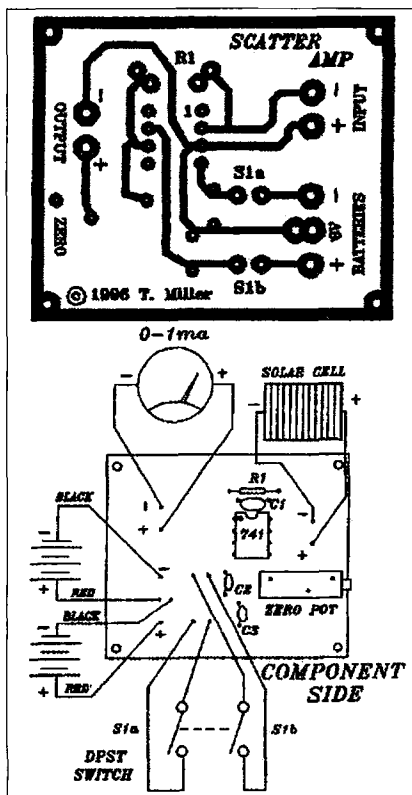 SCATTER
AMP
R1
1
-
+
OUTPUT
-
+
INPUT
ZERO
S1a
-
9V
+
BATTERIES
S1b
© 1996 T. Miller
0-1ma
-
+
SOLAR CELL
-
+
BLACK
RED
BLACK
RED
-
+
-
+
-
+
-
+
R1
C1
741
-
+
C2
C3
ZERO POT
COMPONENT
SIDE
S1a
S1b
DPST
SWITCH